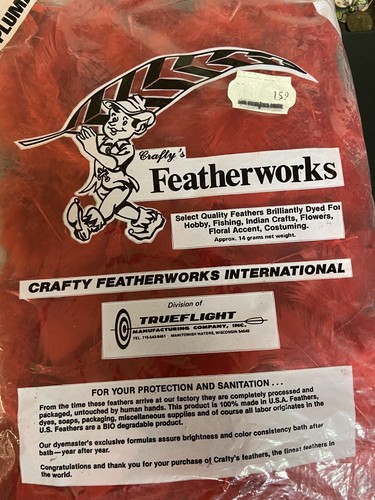 PLUM
159
Crafty's
Featherworks
Select Quality Feathers Brilliantly Dyed For
Hobby, Fishing, Indian Crafts, Flowers,
Floral Accent, Costuming.
Approx. 14 grams net weight.
CRAFTY FEATHERWORKS INTERNATIONAL
Division of
TRUEFLIGHT
MANUFACTURING COMPANY, INC.
TEL. 715-543-8451 · MANITOWISH WATERS, WISCONSIN 54545
FOR YOUR PROTECTION AND SANITATION . . .
From the time these feathers arrive at our factory they are completely processed and
packaged, untouched by human hands. This product is 100% made in U.S.A. Feathers,
dyes, soaps, packaging, miscellaneous supplies and of course all labor originates in the
U.S. Feathers are a BIO degradable product.
Our dyemaster's exclusive formulas assure brightness and color consistency bath after
bath—year after year.
Congratulations and thank you for your purchase of Crafty's feathers, the finest feathers in
the world.